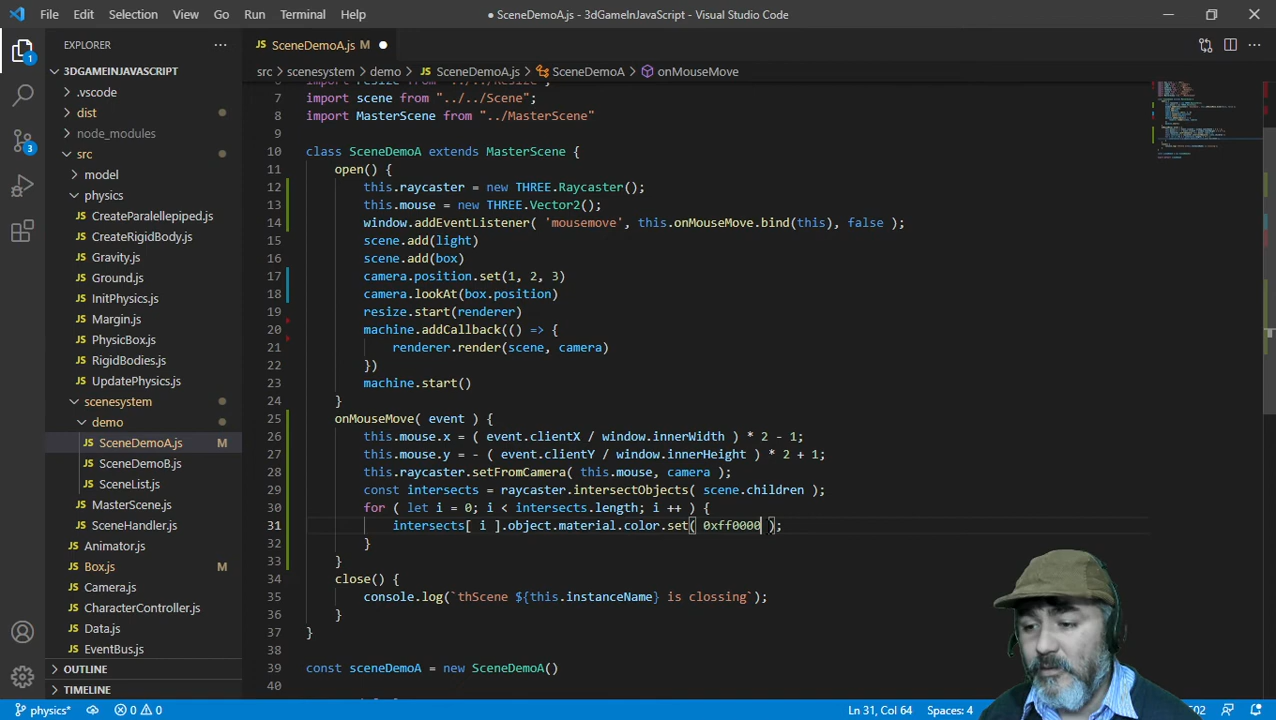 File Edit Selection View Go Run Terminal Help
● SceneDemoA.js - 3dGameInJavaScript - Visual Studio Code
EXPLORER
3DGAMEINJAVASCRIPT
.vscode
dist
node_modules
src
model
physics
JS CreateParalellepiped.js
JS CreateRigidBody.js
JS Gravity.js
JS Ground.js
JS InitPhysics.js
JS Margin.js
JS PhysicBox.js
JS RigidBodies.js
JS UpdatePhysics.js
scenesystem
demo
JS SceneDemoA.js M
JS SceneDemoB.js
JS SceneList.js
JS MasterScene.js
JS SceneHandler.js
JS Animator.js
JS Box.js
JS Camera.js
JS CharacterController.js
JS Data.js
JS EventBus.js
OUTLINE
TIMELINE
1
3
JS SceneDemoA.js M ●
src > scenesystem > demo > JS SceneDemoA.js > SceneDemoA > onMouseMove
7 import scene from "../../Scene";
8 import MasterScene from "../MasterScene"
9
10 class SceneDemoA extends MasterScene {
11 open() {
12 this.raycaster = new THREE.Raycaster();
13 this.mouse = new THREE.Vector2();
14 window.addEventListener( 'mousemove', this.onMouseMove.bind(this), false );
15 scene.add(light)
16 scene.add(box)
17 camera.position.set(1, 2, 3)
18 camera.lookAt(box.position)
19 resize.start(renderer)
20 machine.addCallback(() => {
21 renderer.render(scene, camera)
22 })
23 machine.start()
24 }
25 onMouseMove( event ) {
26 this.mouse.x = ( event.clientX / window.innerWidth ) * 2 - 1;
27 this.mouse.y = - ( event.clientY / window.innerHeight ) * 2 + 1;
28 this.raycaster.setFromCamera( this.mouse, camera );
29 const intersects = raycaster.intersectObjects( scene.children );
30 for ( let i = 0; i < intersects.length; i ++ ) {
31 intersects[ i ].object.material.color.set( 0xff0000 );
32 }
33 }
34 close() {
35 console.log(`thScene ${this.instanceName} is clossing`);
36 }
37 }
38
39 const sceneDemoA = new SceneDemoA()
40
physics* 0 0 Ln 31, Col 64 Spaces: 4